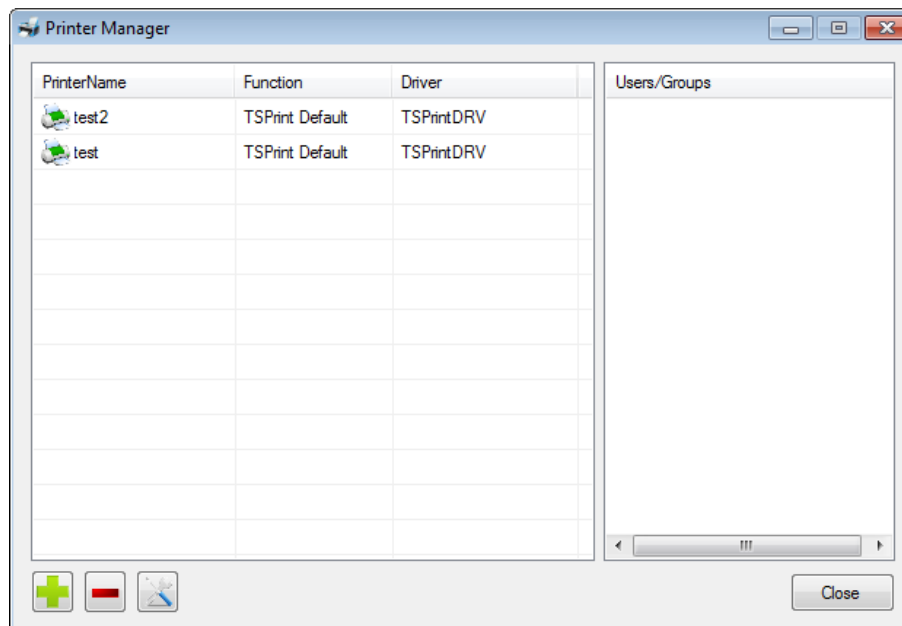 Printer Manager
PrinterName Function Driver Users/Groups
test2 TSPrint Default TSPrintDRV
test TSPrint Default TSPrintDRV
Close